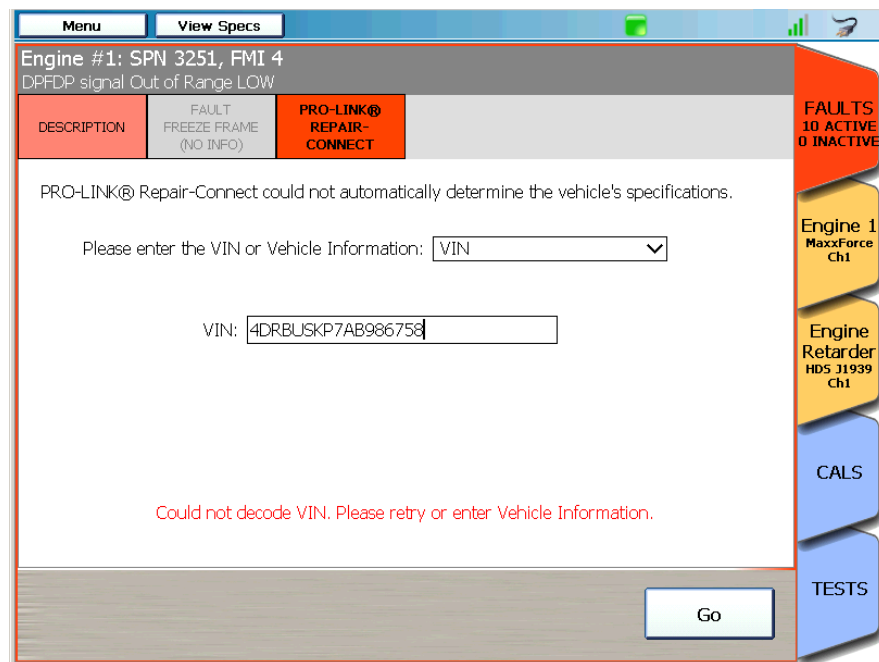 Menu
View Specs
Engine #1: SPN 3251, FMI 4
DPFDP signal Out of Range LOW
DESCRIPTION
FAULT
FREEZE FRAME
(NO INFO)
PRO-LINK®
REPAIR-
CONNECT
PRO-LINK® Repair-Connect could not automatically determine the vehicle's specifications.
Please enter the VIN or Vehicle Information: VIN
VIN: 4DRBUSKP7AB986758
Could not decode VIN. Please retry or enter Vehicle Information.
Go
FAULTS
10 ACTIVE
0 INACTIVE
Engine 1
MaxxForce
Ch1
Engine
Retarder
HDS J1939
Ch1
CALS
TESTS